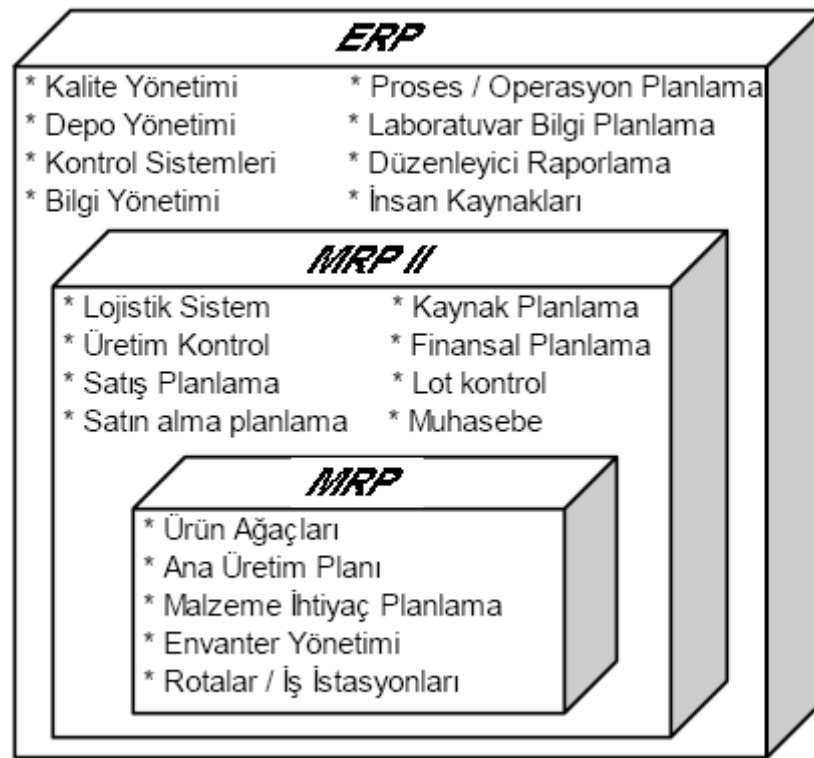 ERP
* Kalite Yönetimi * Proses / Operasyon Planlama
* Depo Yönetimi * Laboratuvar Bilgi Planlama
* Kontrol Sistemleri * Düzenleyici Raporlama
* Bilgi Yönetimi * İnsan Kaynakları
MRP II
* Lojistik Sistem * Kaynak Planlama
* Üretim Kontrol * Finansal Planlama
* Satış Planlama * Lot kontrol
* Satın alma planlama * Muhasebe
MRP
* Ürün Ağaçları
* Ana Üretim Planı
* Malzeme İhtiyaç Planlama
* Envanter Yönetimi
* Rotalar / İş İstasyonları